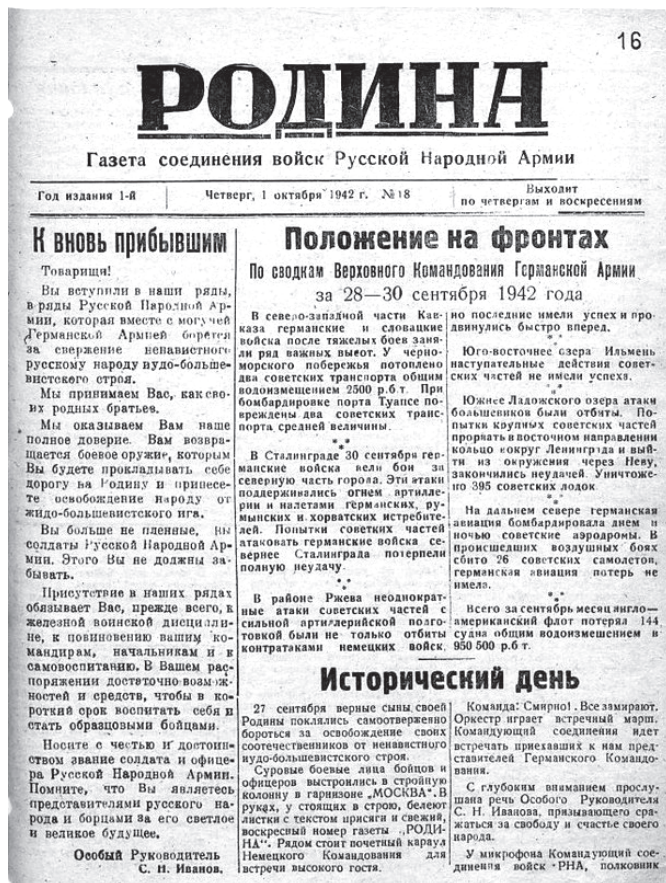 16
РОДИНА
Газета соединения войск Русской Народной Армии
Год издания 1-й
Четверг, 1 октября 1942 г. № 18
Выходит
по четвергам и воскресениям
К вновь прибывшим
Товарищи!
Вы вступили в наши ряды,
в ряды Русской Народной Ар-
мии, которая вместе с могучей
Германской Армией борется
за свержение ненавистного
русскому народу иудо-больше-
вистского строя.
Мы принимаем Вас, как сво-
их родных братьев.
Мы оказываем Вам наше
полное доверие. Вам возвра-
щается боевое оружие, которым
Вы будете прокладывать себе
дорогу на Родину и принесе-
те освобождение народу от
жидо-большевистского ига.
Вы больше не пленные, Вы
солдаты Русской Народной Ар-
мии. Этого Вы не должны за-
бывать.
Присутствие в наших рядах
обязывает Вас, прежде всего, к
железной воинской дисципли-
не, к повиновению вашим ко-
мандирам, начальникам и к
самовоспитанию. В Вашем рас-
поряжении достаточно возмож-
ностей и средств, чтобы в ко-
роткий срок воспитать себя и
стать образцовыми бойцами.
Носите с честью и достоин-
ством звание солдата и офице-
ра Русской Народной Армии.
Помните, что Вы являетесь
представителями русского на-
рода и борцами за его светлое
и великое будущее.
Особый Руководитель
С. Н. Иванов.
Положение на фронтах
По сводкам Верховного Командования Германской Армии
за 28—30 сентября 1942 года
В северо-западной части Кав-
каза германские и словацкие
войска после тяжелых боев заня-
ли ряд важных высот. У черно-
морского побережья потоплено
два советских транспорта общим
водоизмещением 2500 р.б т. При
бомбардировке порта Туапсе по-
вреждены два советских транс-
порта средней величины.
В Сталинграде 30 сентября гер-
манские войска вели бои за
северную часть города. Эти атаки
поддерживались огнем артилле-
рии и налетами германских, ру-
мынских и хорватских истребите-
лей. Попытки советких частей
атаковать германские войска се-
вернее Сталинграда потерпели
полную неудачу.
В районе Ржева неоднократ-
ные атаки советских частей с
сильной артиллерийской подго-
товкой были не только отбиты
контратаками немецких войск,
но последние имели успех и про-
двинулись быстро вперед.
Юго-восточнее озера Ильмень
наступательные действия совет-
ских частей не имели успеха.
Южнее Ладожского озера атаки
большевиков были отбиты. По-
пытки крупных советских частей
прорвать в восточном направлении
кольцо вокруг Ленинграда и вый-
ти из окружения через Неву,
закончились неудачей. Уничтоже-
но 395 советских лодок.
На дальнем севере германская
авиация бомбардировала днем и
ночью советские аэродромы. В
происшедших воздушных боях
сбито 26 советских самолетов,
германская авиация потерь не
имела.
Всего за сентябрь месяц англо—
американский флот потерял 144
судна общим водоизмешением в
950 500 р.б т.
Исторический день
27 сентября верные сыны своей
Родины поклялись самоотверженно
бороться за освобождение своих
соотечественников от ненавистного
иудо-большевистского строя.
Суровые боевые лица бойцов и
офицеров выстроились в стройную
колонну в гарнизоне „МОСКВА". В
руках, у стоящих в строю, белеют
листки с текстом присяги и свежий,
воскресный номер газеты „РОДИ-
НА". Рядом стоит почетный караул
Немецкого Командования для
встречи высокого гостя.
Команда: Смирно!. Все замирают.
Оркестр играет встречный марш.
Командующий соединения идет
встречать приехавших к нам пред-
ставителей Германского Командо-
вания.
С глубоким вниманием прослу-
шана речь Особого Руководителя
С. Н. Иванова, призывающего сра-
жаться за свободу и счастье своего
народа.
У микрофона Командующий сое-
динения войск РНА, полковник